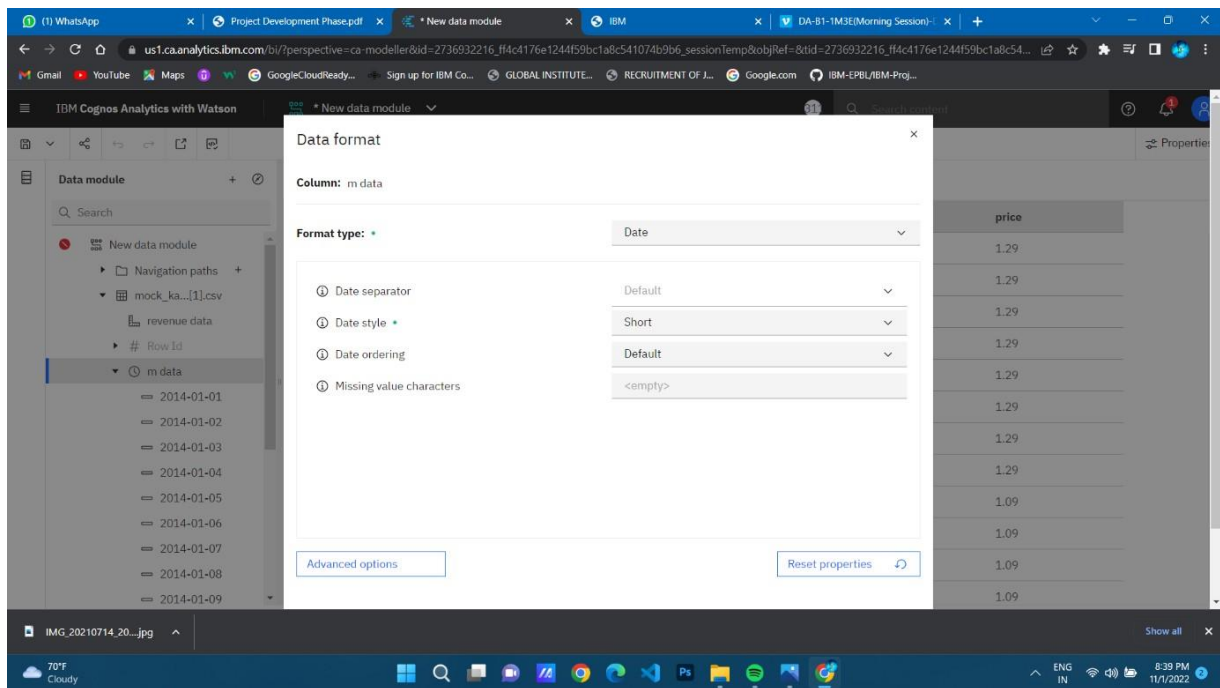 (1) WhatsApp
Project Development Phase.pdf
* New data module
IBM
DA-B1-1M3E(Morning Session)-
us1.ca.analytics.ibm.com/bi/?perspective=ca-modeller&id=2736932216_ff4c4176e1244f59bc1a8c541074b9b6_sessionTemp&objRef=&tid=2736932216_ff4c4176e1244f59bc1a8c54...
Gmail
YouTube
Maps
GoogleCloudReady...
Sign up for IBM Co...
GLOBAL INSTITUTE...
RECRUITMENT OF J...
Google.com
IBM-EPBL/IBM-Proj...
IBM Cognos Analytics with Watson
* New data module
Search content
1
Properties
Data module
Search
New data module
Navigation paths
mock_ka...[1].csv
revenue data
# Row Id
m data
2014-01-01
2014-01-02
2014-01-03
2014-01-04
2014-01-05
2014-01-06
2014-01-07
2014-01-08
2014-01-09
Data format
Column: m data
Format type:
Date
Date separator
Default
Date style
Short
Date ordering
Default
Missing value characters
<empty>
Advanced options
Reset properties
price
1.29
1.29
1.29
1.29
1.29
1.29
1.29
1.29
1.09
1.09
1.09
1.09
IMG_20210714_20....jpg
Show all
70°F
Cloudy
Ps
ENG
IN
8:39 PM
11/1/2022
2